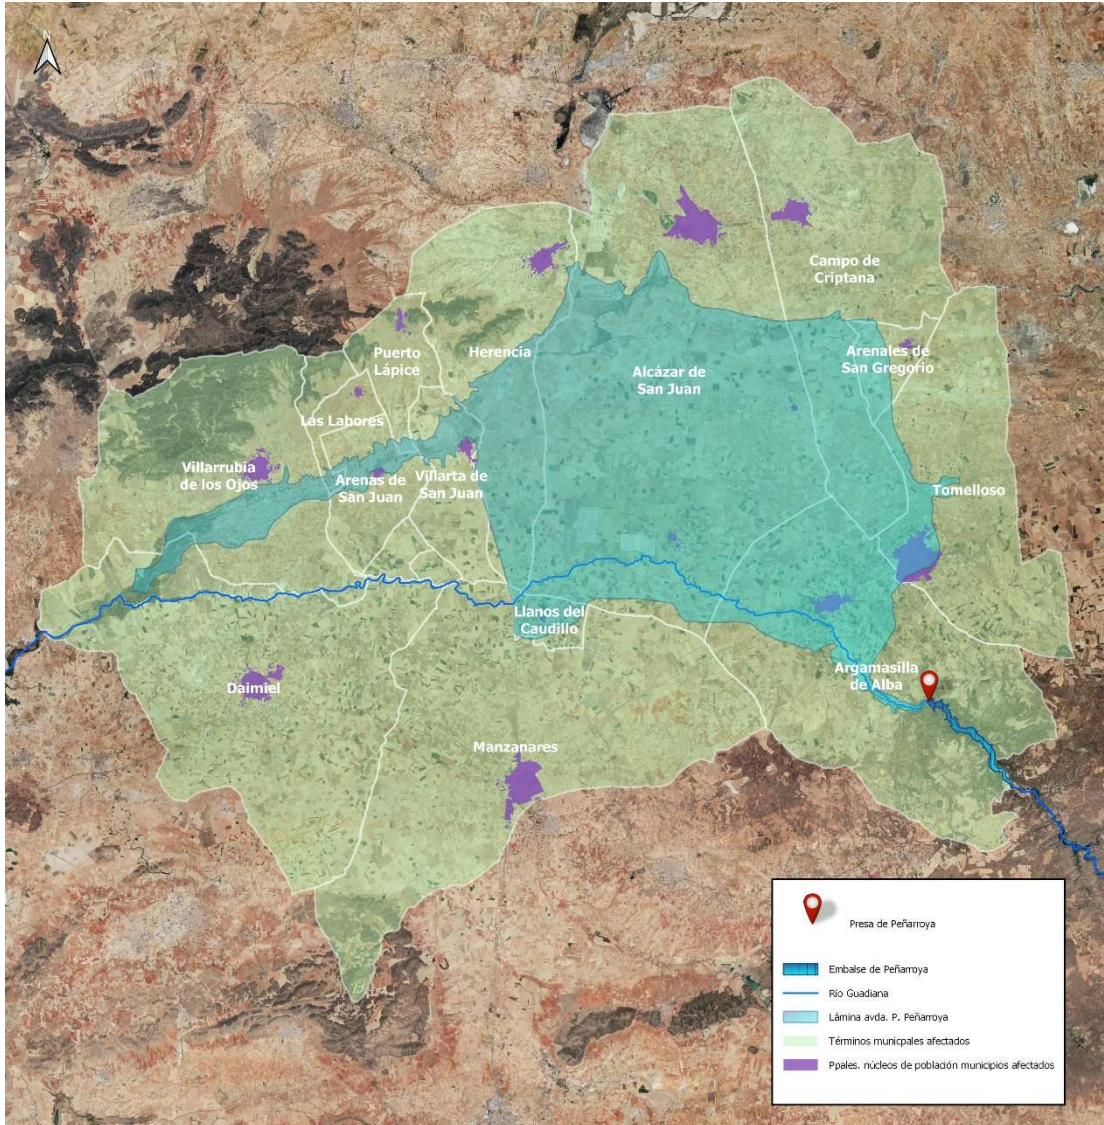 N
Campo de
Criptana
Puerto
Lápice
Herencia
Alcázar de
San Juan
Arenales de
San Gregorio
Las Labores
Villarrubia
de los Ojos
Arenas de
San Juan
Villarta de
San Juan
Tomelloso
Llanos del
Caudillo
Argamasilla
de Alba
Daimiel
Manzanares
Presa de Peñarroya
Embalse de Peñarroya
Río Guadiana
Lámina avda. P. Peñarroya
Términos municpales afectados
Ppales. núcleos de población municipios afectados